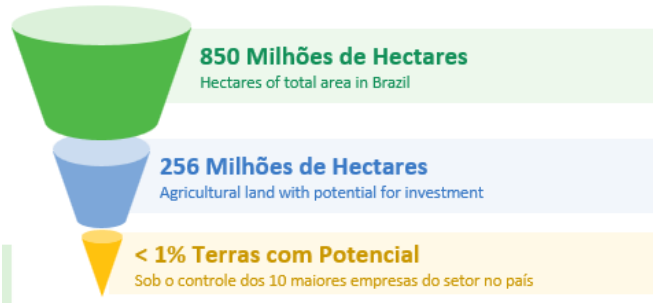 850 Milhões de Hectares
Hectares of total area in Brazil
256 Milhões de Hectares
Agricultural land with potential for investment
< 1% Terras com Potencial
Sob o controle dos 10 maiores empresas do setor no país